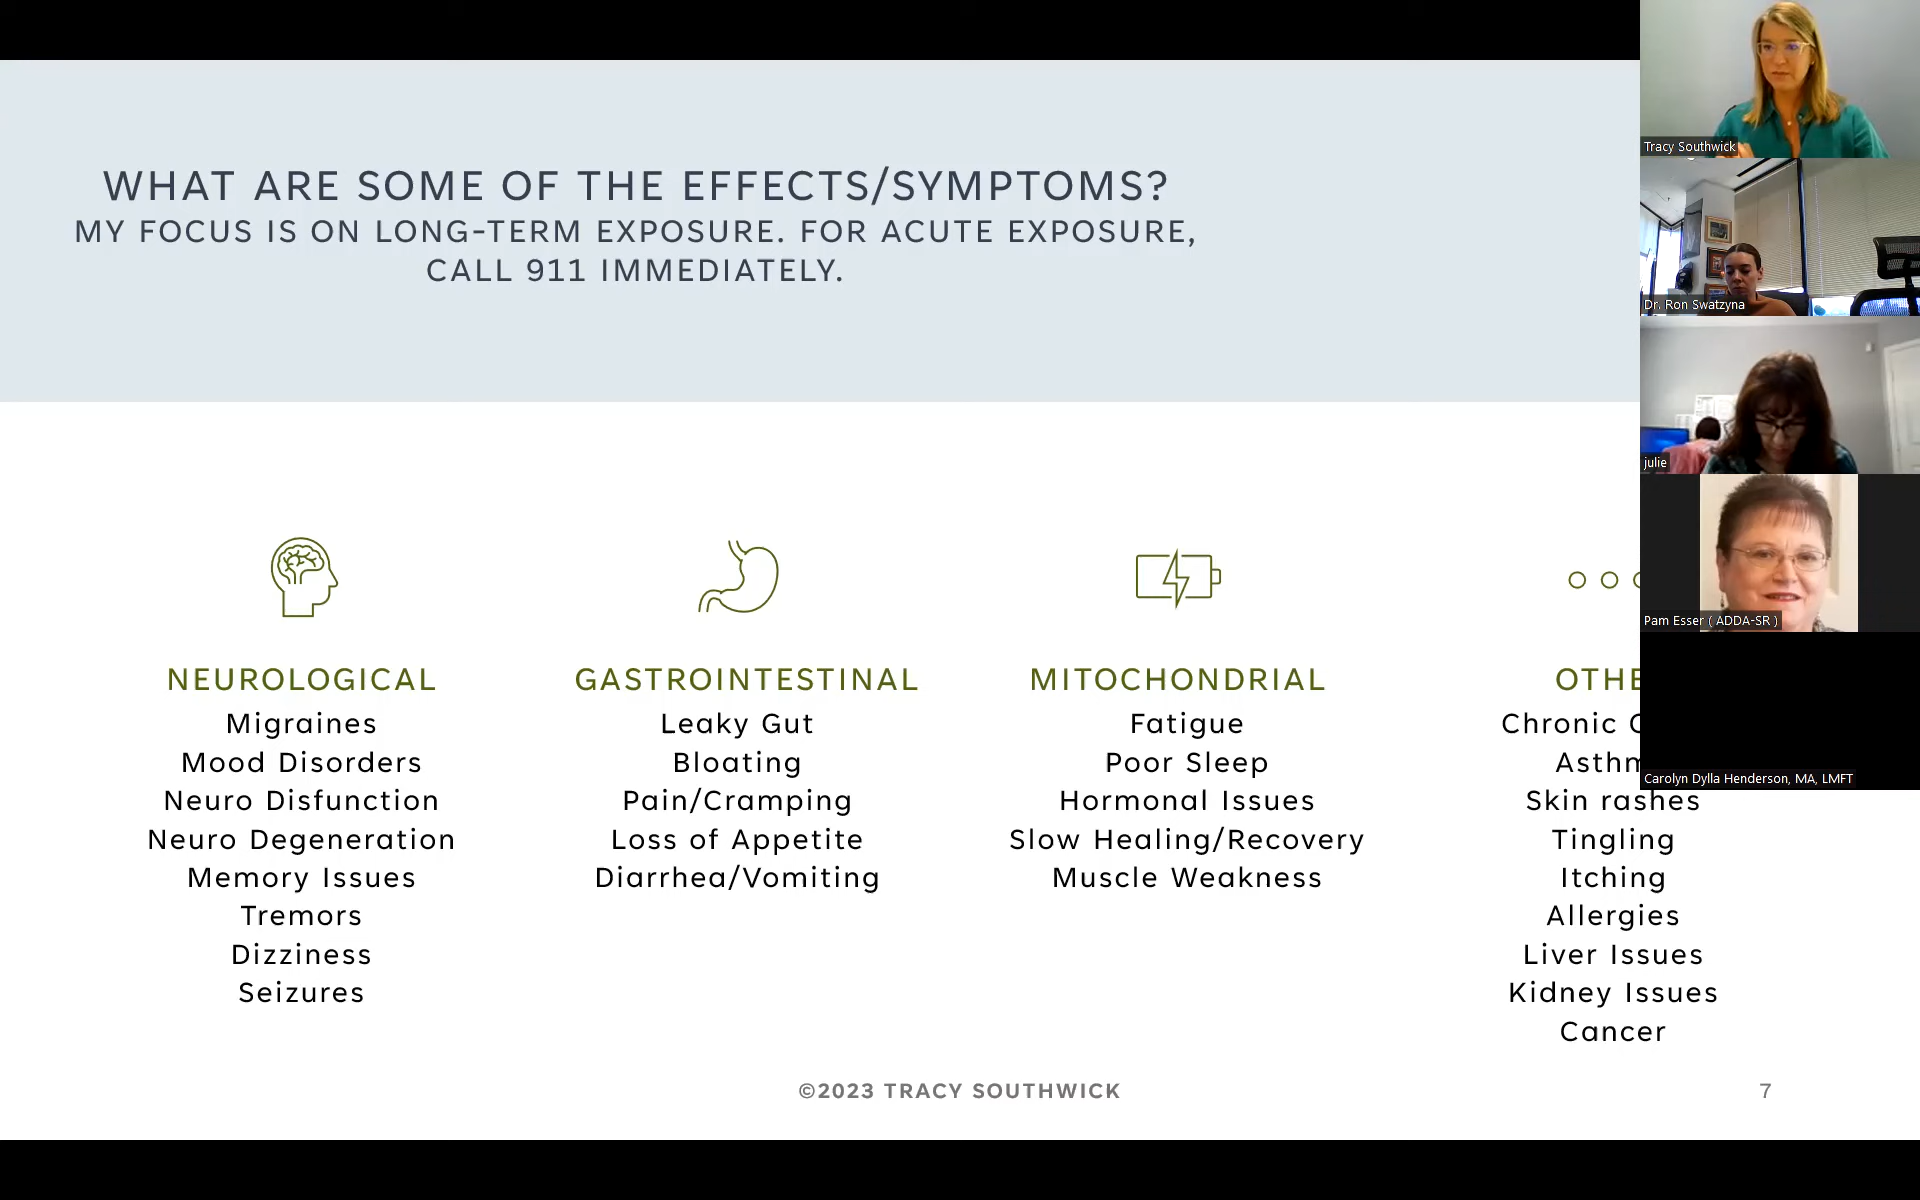 WHAT ARE SOME OF THE EFFECTS/SYMPTOMS?
MY FOCUS IS ON LONG-TERM EXPOSURE. FOR ACUTE EXPOSURE,
CALL 911 IMMEDIATELY.
NEUROLOGICAL
Migraines
Mood Disorders
Neuro Disfunction
Neuro Degeneration
Memory Issues
Tremors
Dizziness
Seizures
GASTROINTESTINAL
Leaky Gut
Bloating
Pain/Cramping
Loss of Appetite
Diarrhea/Vomiting
MITOCHONDRIAL
Fatigue
Poor Sleep
Hormonal Issues
Slow Healing/Recovery
Muscle Weakness
Chronic
Skin rashes
Tingling
Itching
Allergies
Liver Issues
Kidney Issues
Cancer
©2023 TRACY SOUTHWICK
7
Tracy Southwick
Dr. Ron Swatzyna
julie
Pam Esser ( ADDA-SR )
Carolyn Dylla Henderson, MA, LMFT